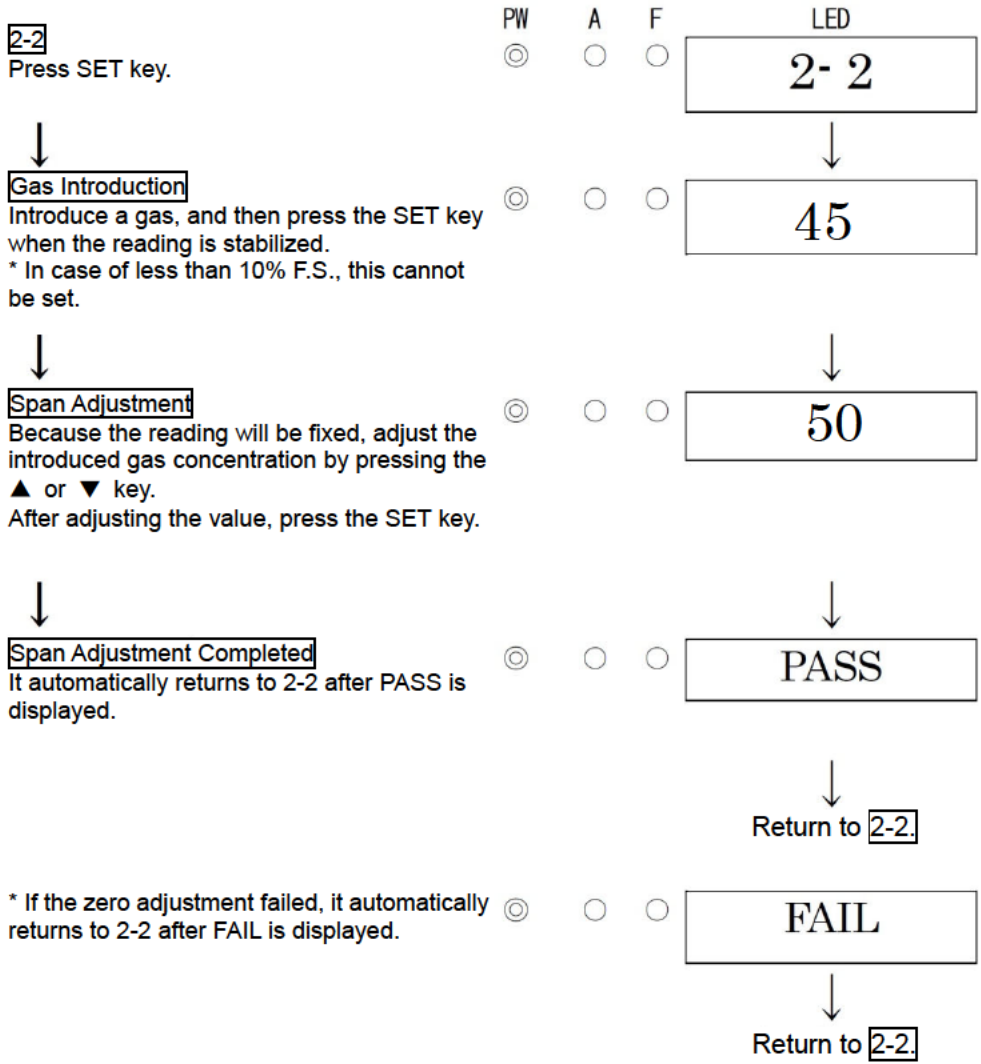 PW A F LED
2-2
Press SET key.
2- 2
Gas Introduction
Introduce a gas, and then press the SET key
when the reading is stabilized.
* In case of less than 10% F.S., this cannot
be set.
45
Span Adjustment
Because the reading will be fixed, adjust the
introduced gas concentration by pressing the
▲ or ▼ key.
After adjusting the value, press the SET key.
50
Span Adjustment Completed
It automatically returns to 2-2 after PASS is
displayed.
PASS
Return to 2-2.
* If the zero adjustment failed, it automatically
returns to 2-2 after FAIL is displayed.
FAIL
Return to 2-2.